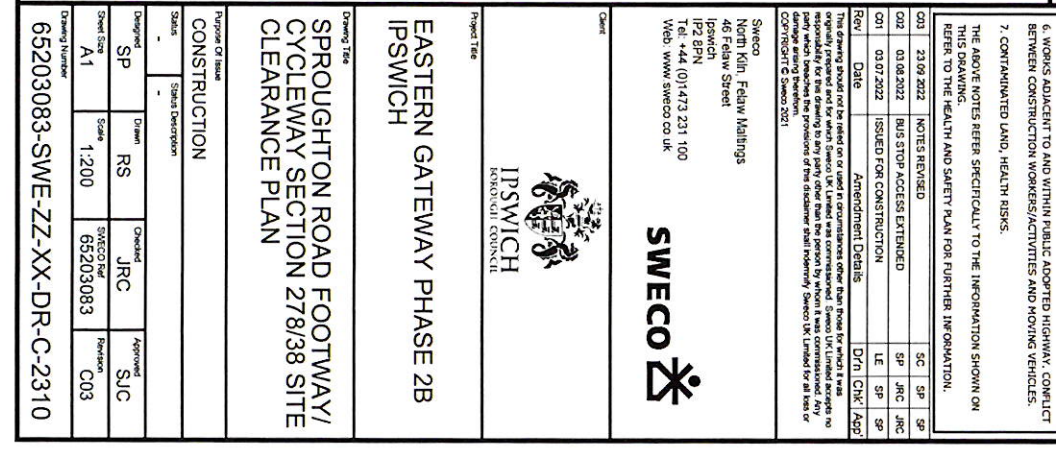 6. WORKS ADJACENT TO AND WITHIN PUBLIC ADOPTED HIGHWAY. CONFLICT
BETWEEN CONSTRUCTION WORKERS/ACTIVITIES AND MOVING VEHICLES.
7. CONTAMINATED LAND, HEALTH RISKS.
THE ABOVE NOTES REFER SPECIFICALLY TO THE INFORMATION SHOWN ON
THIS DRAWING.
REFER TO THE HEALTH AND SAFETY PLAN FOR FURTHER INFORMATION.
C03 23.09.2022 NOTES REVISED SC SP SP
C02 03.08.2022 BUS STOP ACCESS EXTENDED SP JRC JRC
C01 03.07.2022 ISSUED FOR CONSTRUCTION LE SP SP
Rev Date Amendment Details Dr'n Chk' App'
This drawing should not be relied on or used in circumstances other than those for which it was
originally prepared and for which Sweco UK Limited was commissioned. Sweco UK Limited accepts no
responsibility for this drawing to any party other than the person by whom it was commissioned. Any
party which breaches the provisions of this disclaimer shall indemnify Sweco UK Limited for all loss or
damage arising therefrom.
COPYRIGHT © Sweco 2021
Sweco
North Kiln, Felaw Maltings
46 Felaw Street
Ipswich
IP2 8PN
Tel: +44 (0)1473 231 100
Web: www.sweco.co.uk
SWECO
Client
IPSWICH
BOROUGH COUNCIL
Project Title
EASTERN GATEWAY PHASE 2B
IPSWICH
Drawing Title
SPROUGHTON ROAD FOOTWAY/
CYCLEWAY SECTION 278/38 SITE
CLEARANCE PLAN
Purpose Of Issue
CONSTRUCTION
Status Status Description
- -
Designed Drawn Checked Approved
SP RS JRC SJC
Sheet Size Scale SWECO Ref Revision
A1 1:200 65203083 C03
Drawing Number
65203083-SWE-ZZ-XX-DR-C-2310